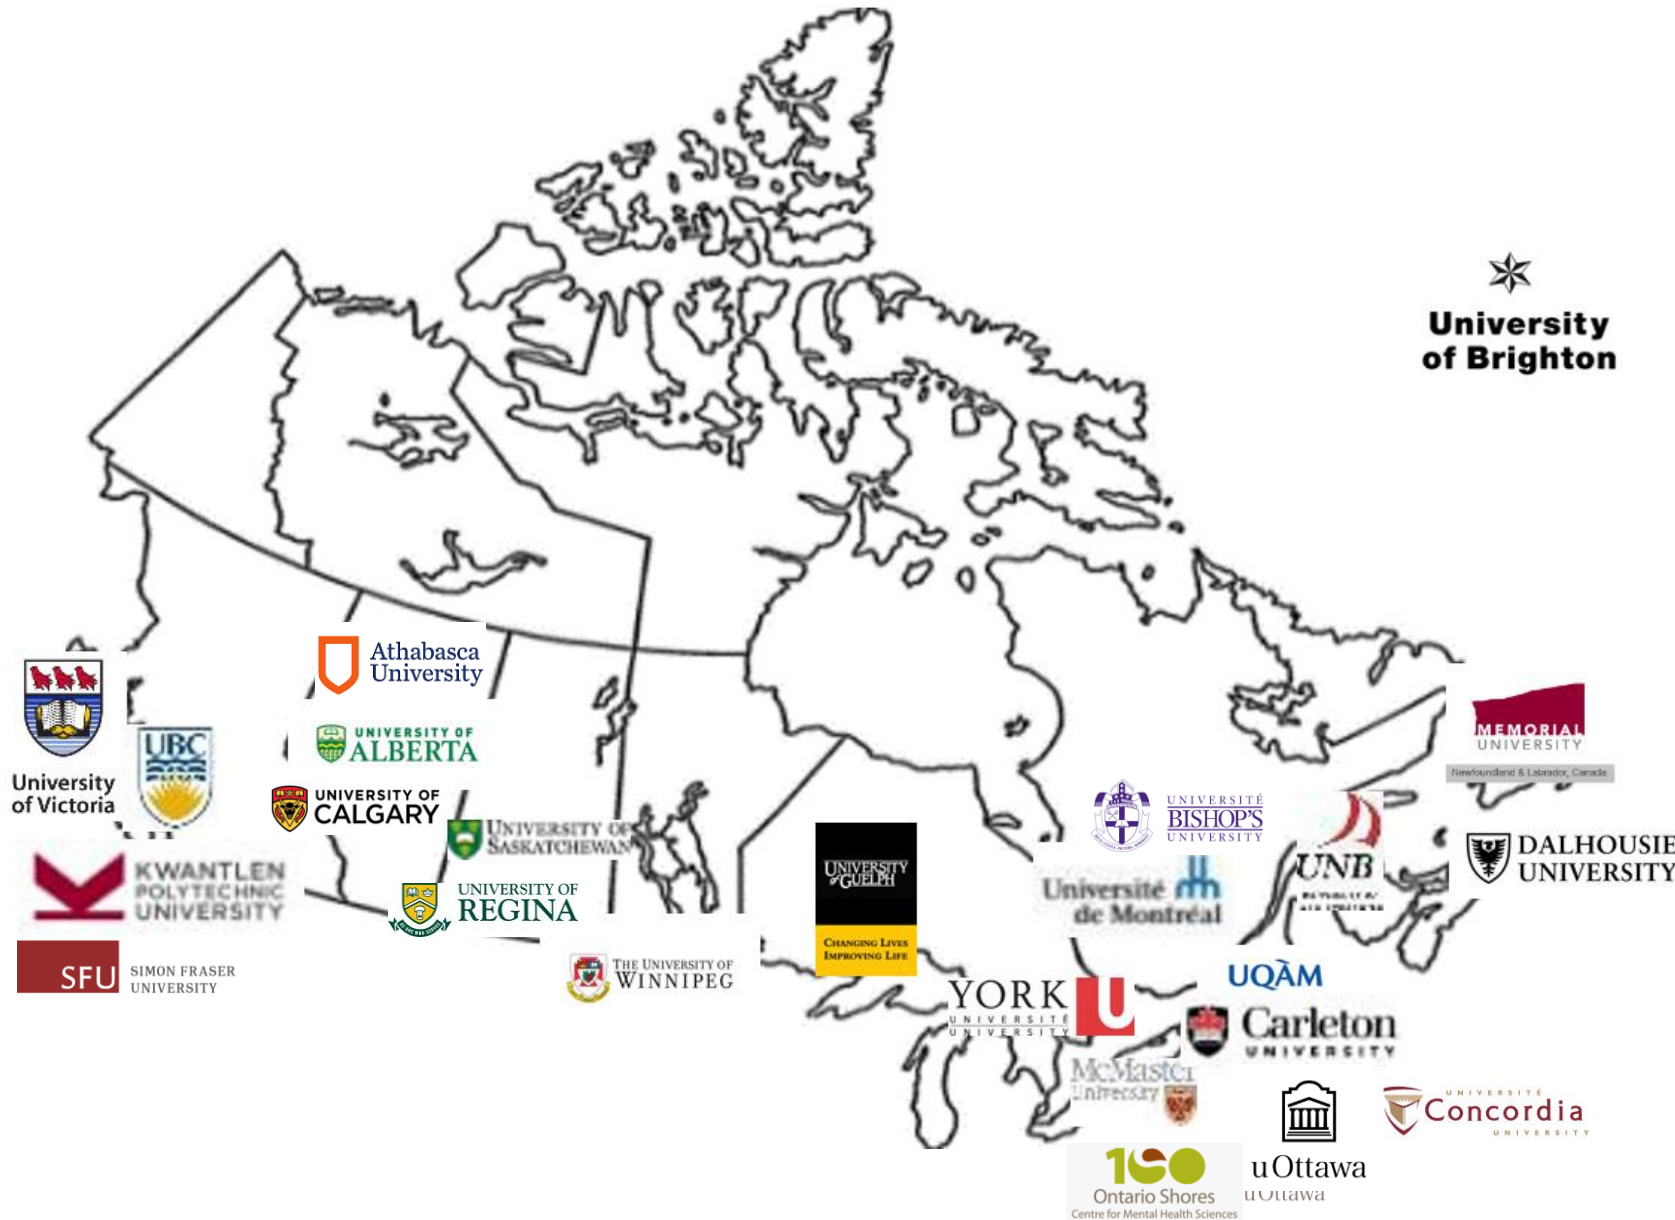 University
of Brighton
Athabasca
University
University
of Victoria
UBC
UNIVERSITY OF
ALBERTA
UNIVERSITY OF
CALGARY
UNIVERSITY OF
SASKATCHEWAN
KWANTLEN
POLYTECHNIC
UNIVERSITY
UNIVERSITY OF
REGINA
SFU
SIMON FRASER
UNIVERSITY
THE UNIVERSITY OF
WINNIPEG
UNIVERSITY
of GUELPH
CHANGING LIVES
IMPROVING LIFE
UNIVERSITÉ
BISHOP'S
UNIVERSITY
Université
de Montréal
UNB
MEMORIAL
UNIVERSITY
Newfoundland & Labrador, Canada
DALHOUSIE
UNIVERSITY
YORK
UNIVERSITÉ
UNIVERSITY
U
UQÀM
Carleton
UNIVERSITY
McMaster
University
UNIVERSITÉ
Concordia
UNIVERSITY
uOttawa
uOttawa
100
Ontario Shores
Centre for Mental Health Sciences